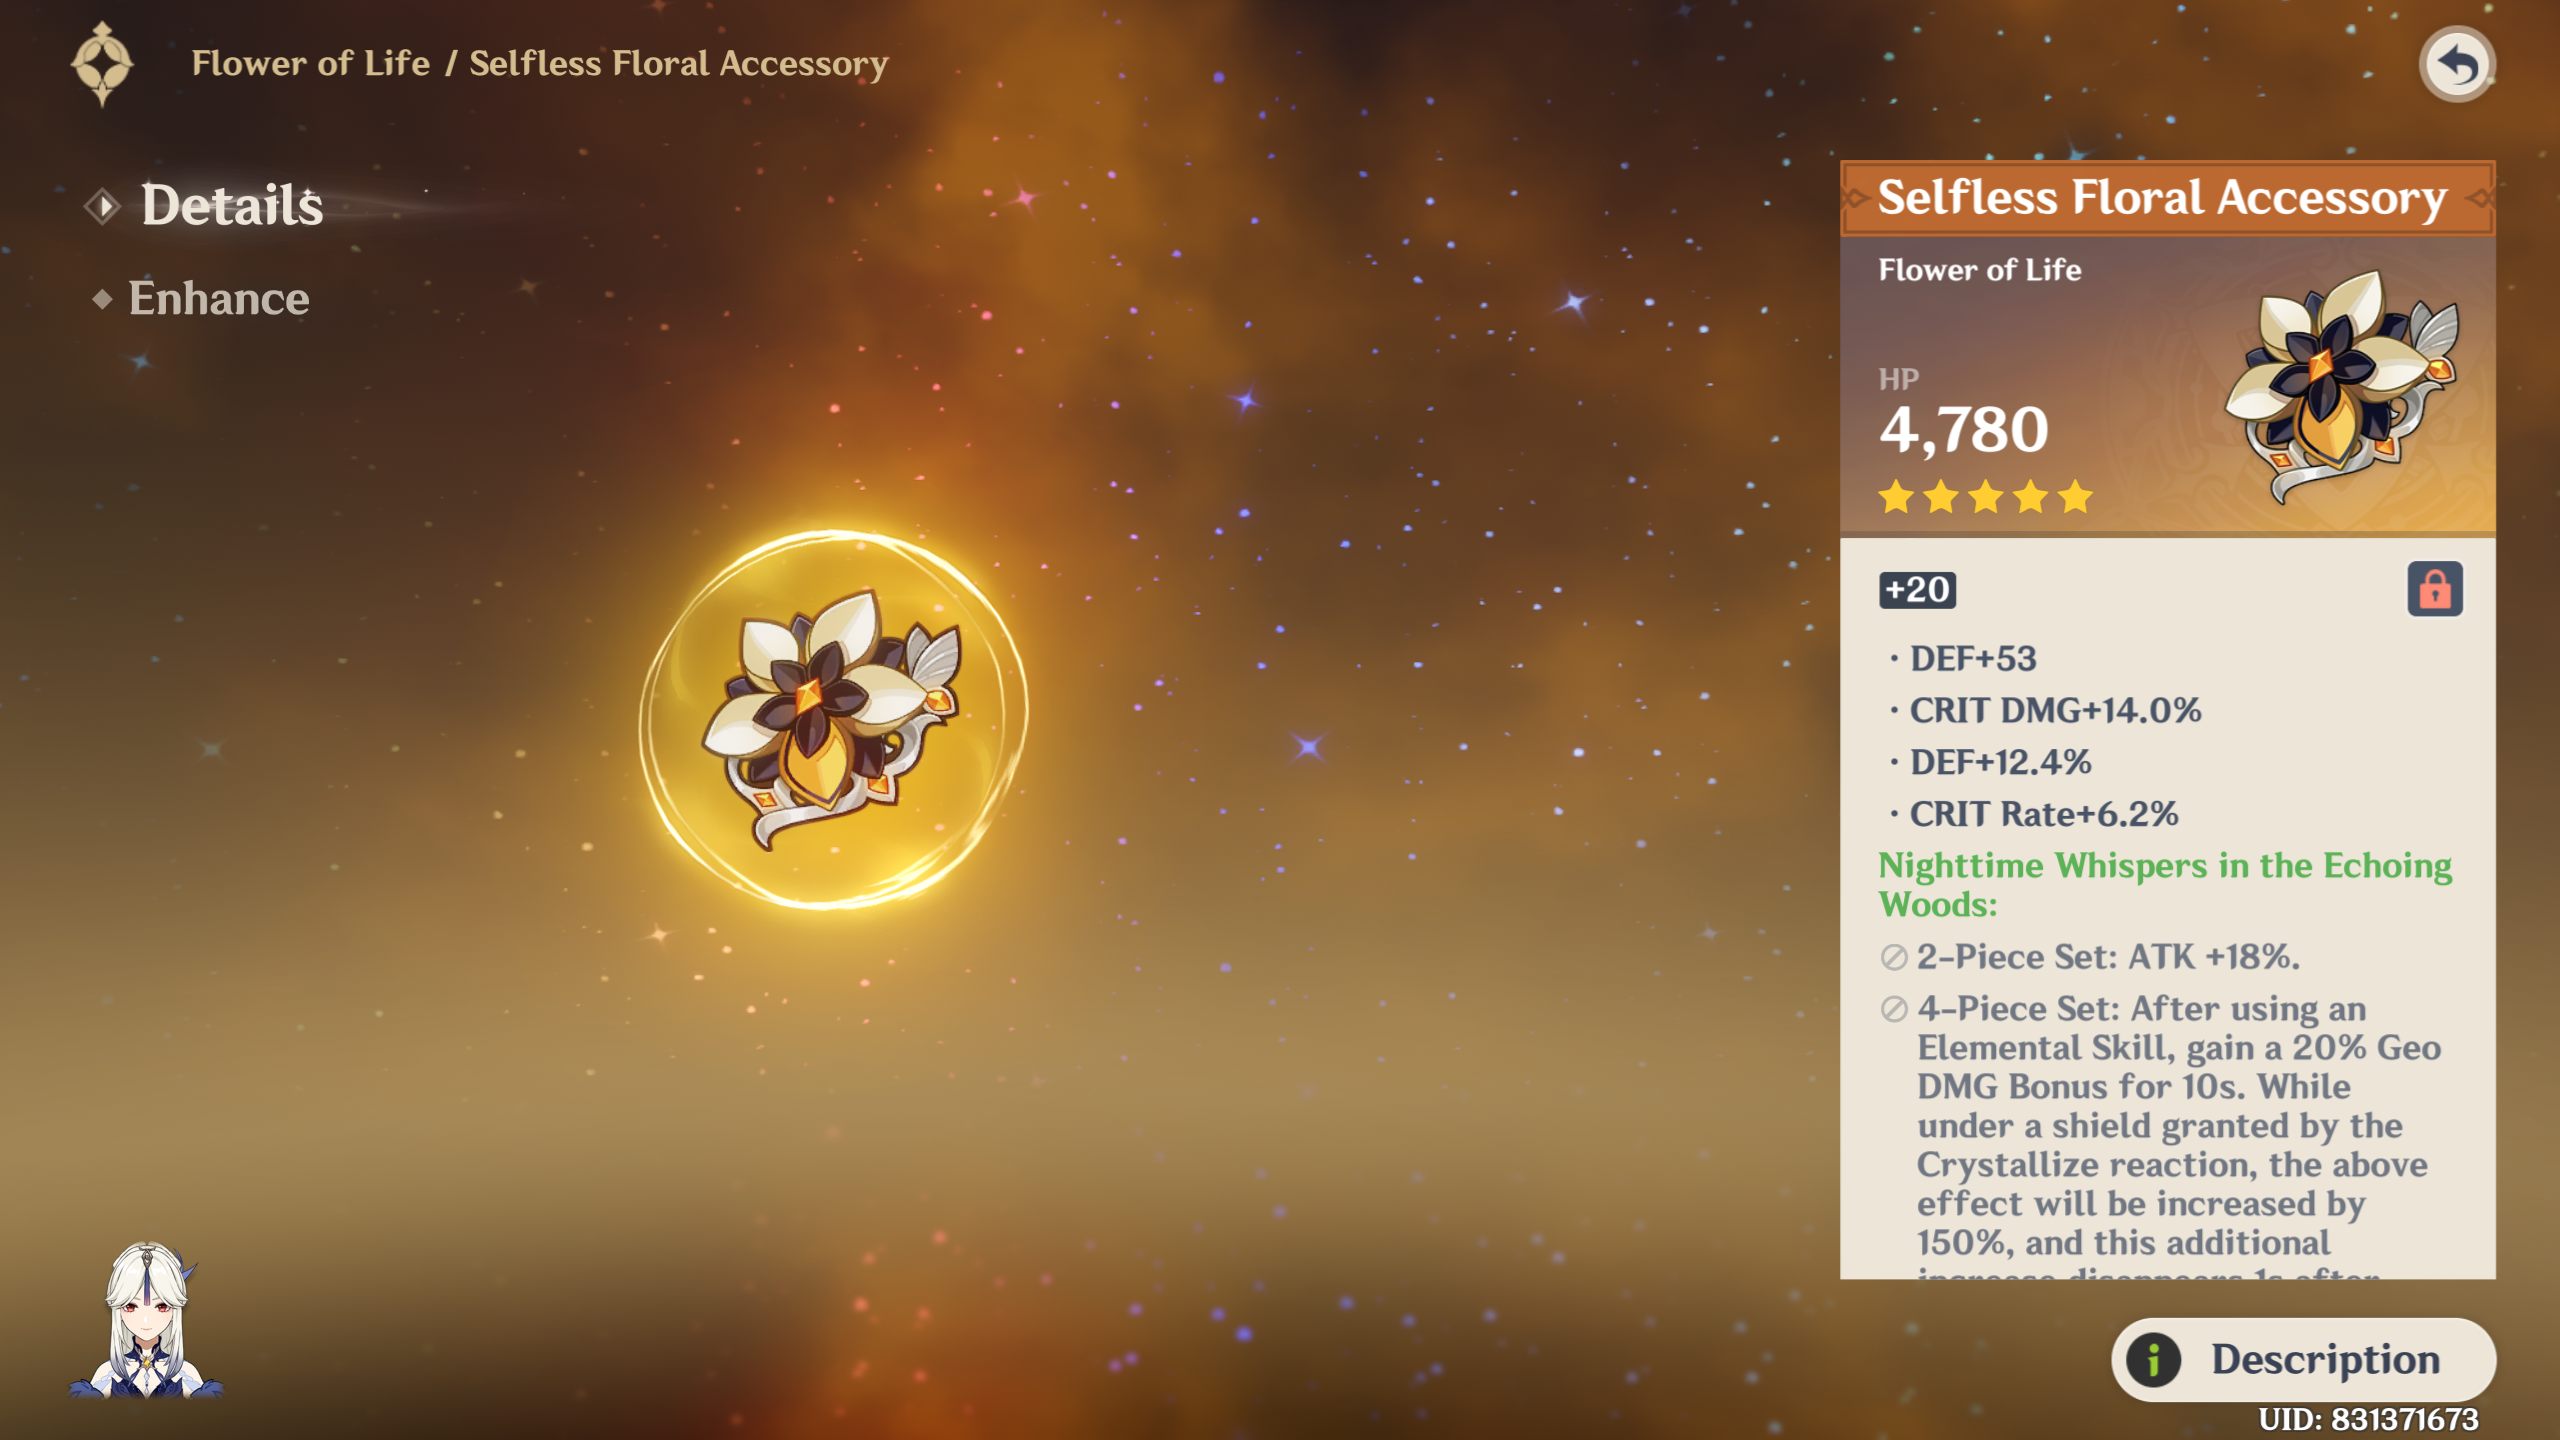 Flower of Life / Selfless Floral Accessory
Details
Enhance
Selfless Floral Accessory
Flower of Life
HP
4,780
+20
· DEF+53
· CRIT DMG+14.0%
· DEF+12.4%
· CRIT Rate+6.2%
Nighttime Whispers in the Echoing
Woods:
2-Piece Set: ATK +18%.
4-Piece Set: After using an
Elemental Skill, gain a 20% Geo
DMG Bonus for 10s. While
under a shield granted by the
Crystallize reaction, the above
effect will be increased by
150%, and this additional
increase disappears 1s after
Description
UID: 831371673